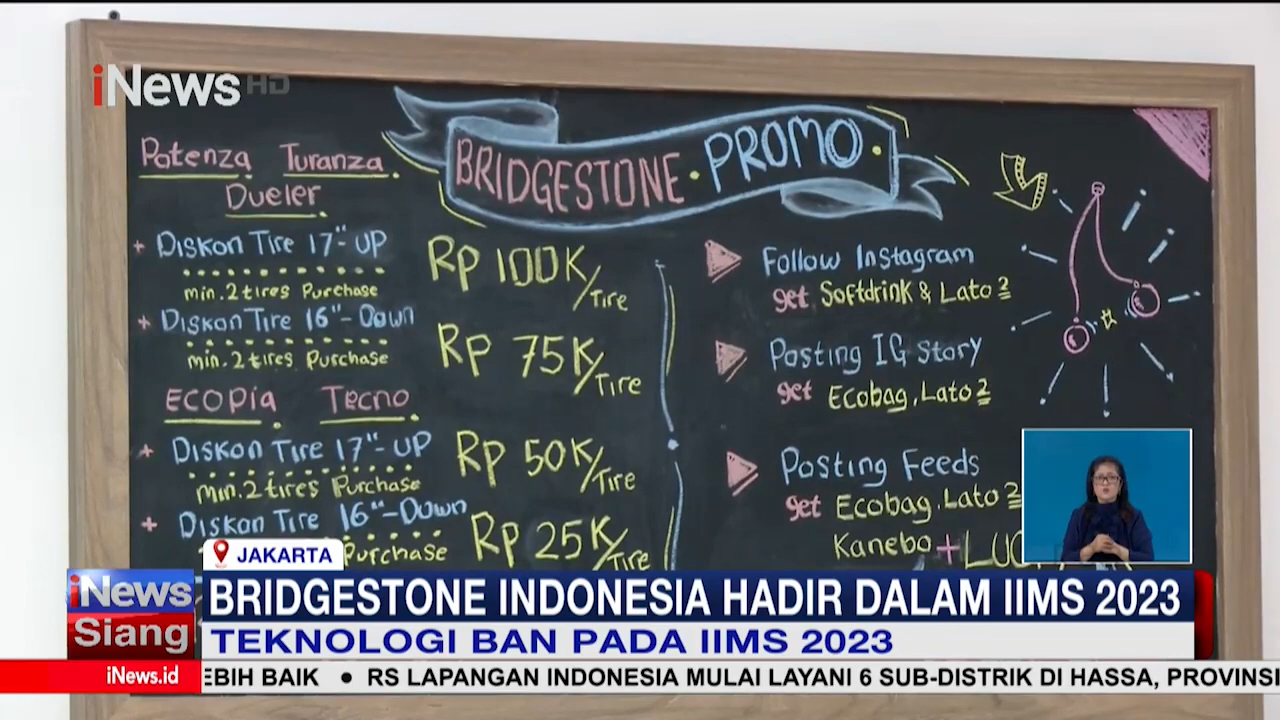 iNews HD
BRIDGESTONE • PROMO •
Potenza Turanza
Dueler
+ Diskon Tire 17"-UP
min. 2 tires Purchase
Rp 100K/Tire
+ Diskon Tire 16"-Down
min. 2 tires Purchase
Rp 75K/Tire
Ecopia Tecno
+ Diskon Tire 17"-UP
min. 2 tires Purchase
Rp 50K/Tire
+ Diskon Tire 16"-Down
Purchase
Rp 25K/Tire
Follow Instagram
get Softdrink & Lato 2
Posting IG Story
get Ecobag, Lato 2
Posting Feeds
get Ecobag, Lato 2
Kanebo +
JAKARTA
iNews
Siang
BRIDGESTONE INDONESIA HADIR DALAM IIMS 2023
TEKNOLOGI BAN PADA IIMS 2023
iNews.id
EBIH BAIK • RS LAPANGAN INDONESIA MULAI LAYANI 6 SUB-DISTRIK DI HASSA, PROVINSI